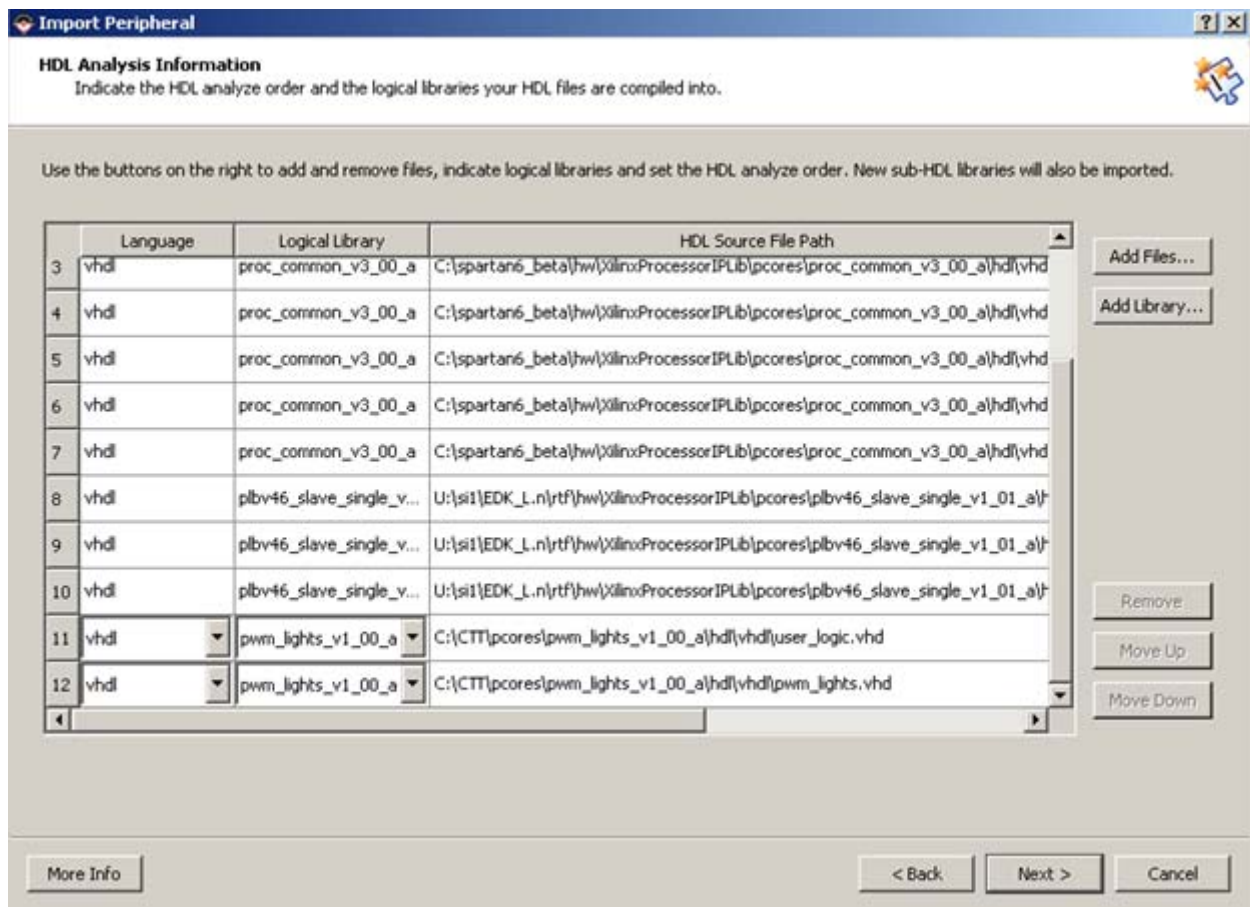 Import Peripheral
HDL Analysis Information
Indicate the HDL analyze order and the logical libraries your HDL files are compiled into.
Use the buttons on the right to add and remove files, indicate logical libraries and set the HDL analyze order. New sub-HDL libraries will also be imported.
Language Logical Library HDL Source File Path
3 vhdl proc_common_v3_00_a C:\spartan6_beta\hw\XilinxProcessorIPLib\pcores\proc_common_v3_00_a\hdl\vhd
4 vhdl proc_common_v3_00_a C:\spartan6_beta\hw\XilinxProcessorIPLib\pcores\proc_common_v3_00_a\hdl\vhd
5 vhdl proc_common_v3_00_a C:\spartan6_beta\hw\XilinxProcessorIPLib\pcores\proc_common_v3_00_a\hdl\vhd
6 vhdl proc_common_v3_00_a C:\spartan6_beta\hw\XilinxProcessorIPLib\pcores\proc_common_v3_00_a\hdl\vhd
7 vhdl proc_common_v3_00_a C:\spartan6_beta\hw\XilinxProcessorIPLib\pcores\proc_common_v3_00_a\hdl\vhd
8 vhdl plbv46_slave_single_v... U:\si1\EDK_L.n\rtf\hw\XilinxProcessorIPLib\pcores\plbv46_slave_single_v1_01_a\h
9 vhdl plbv46_slave_single_v... U:\si1\EDK_L.n\rtf\hw\XilinxProcessorIPLib\pcores\plbv46_slave_single_v1_01_a\h
10 vhdl plbv46_slave_single_v... U:\si1\EDK_L.n\rtf\hw\XilinxProcessorIPLib\pcores\plbv46_slave_single_v1_01_a\h
11 vhdl pwm_lights_v1_00_a C:\CTT\pcores\pwm_lights_v1_00_a\hdl\vhdl\user_logic.vhd
12 vhdl pwm_lights_v1_00_a C:\CTT\pcores\pwm_lights_v1_00_a\hdl\vhdl\pwm_lights.vhd
Add Files...
Add Library...
Remove
Move Up
Move Down
More Info
< Back
Next >
Cancel